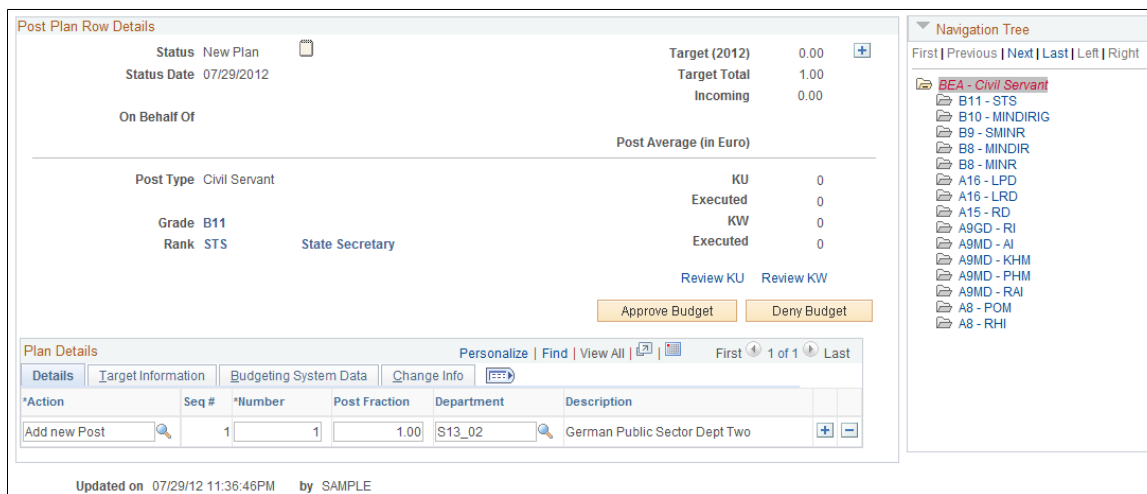 Post Plan Row Details
Status New Plan
Status Date 07/29/2012
On Behalf Of
Target (2012) 0.00
Target Total 1.00
Incoming 0.00
Post Average (in Euro)
Post Type Civil Servant
Grade B11
Rank STS State Secretary
KU 0
Executed 0
KW 0
Executed 0
Review KU Review KW
Approve Budget Deny Budget
Plan Details
Personalize | Find | View All | First 1 of 1 Last
Details Target Information Budgeting System Data Change Info
*Action Seq # *Number Post Fraction Department Description
Add new Post 1 1 1.00 S13_02 German Public Sector Dept Two
Updated on 07/29/12 11:36:46PM by SAMPLE
Navigation Tree
First | Previous | Next | Last | Left | Right
BEA - Civil Servant
B11 - STS
B10 - MINDIRIG
B9 - SMINR
B8 - MINDIR
B8 - MINR
A16 - LPD
A16 - LRD
A15 - RD
A9GD - RI
A9MD - AI
A9MD - KHM
A9MD - PHM
A9MD - RAI
A8 - POM
A8 - RHI